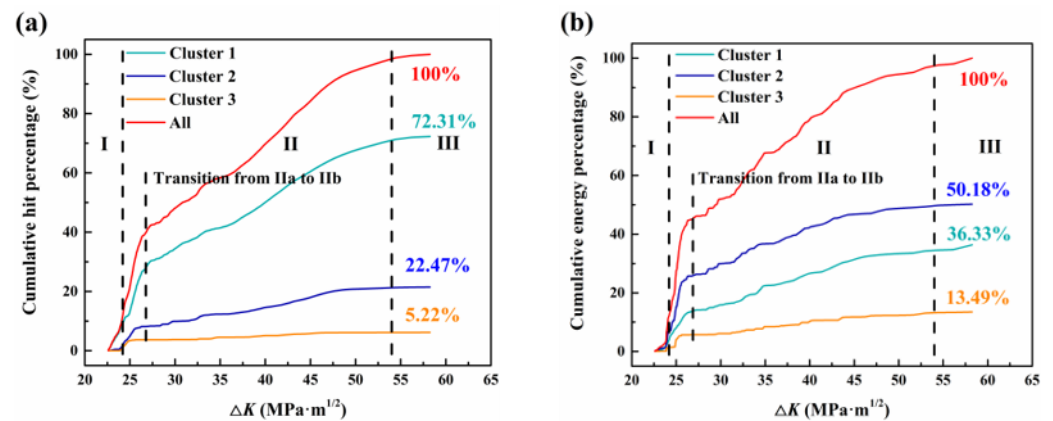 (a)
Cluster 1
Cluster 2
Cluster 3
All
100%
72.31%
I
II
III
Transition from IIa to IIb
22.47%
5.22%
Cumulative hit percentage (%)
100
80
60
40
20
0
20 25 30 35 40 45 50 55 60 65
△K (MPa·m1/2)
(b)
Cluster 1
Cluster 2
Cluster 3
All
100%
I
II
III
Transition from IIa to IIb
50.18%
36.33%
13.49%
Cumulative energy percentage (%)
100
80
60
40
20
0
20 25 30 35 40 45 50 55 60 65
△K (MPa·m1/2)